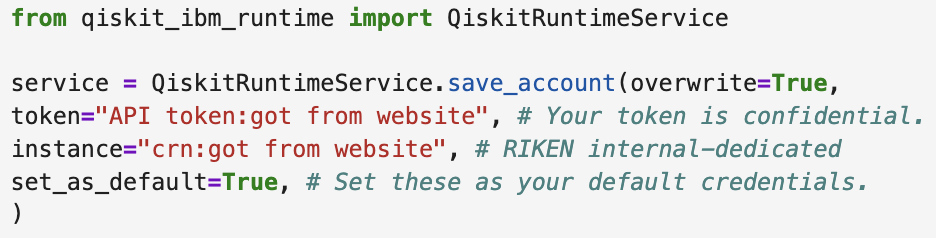 from qiskit_ibm_runtime import QiskitRuntimeService
service = QiskitRuntimeService.save_account(overwrite=True,
token="API token:got from website", # Your token is confidential.
instance="crn:got from website", # RIKEN internal-dedicated
set_as_default=True, # Set these as your default credentials.
)